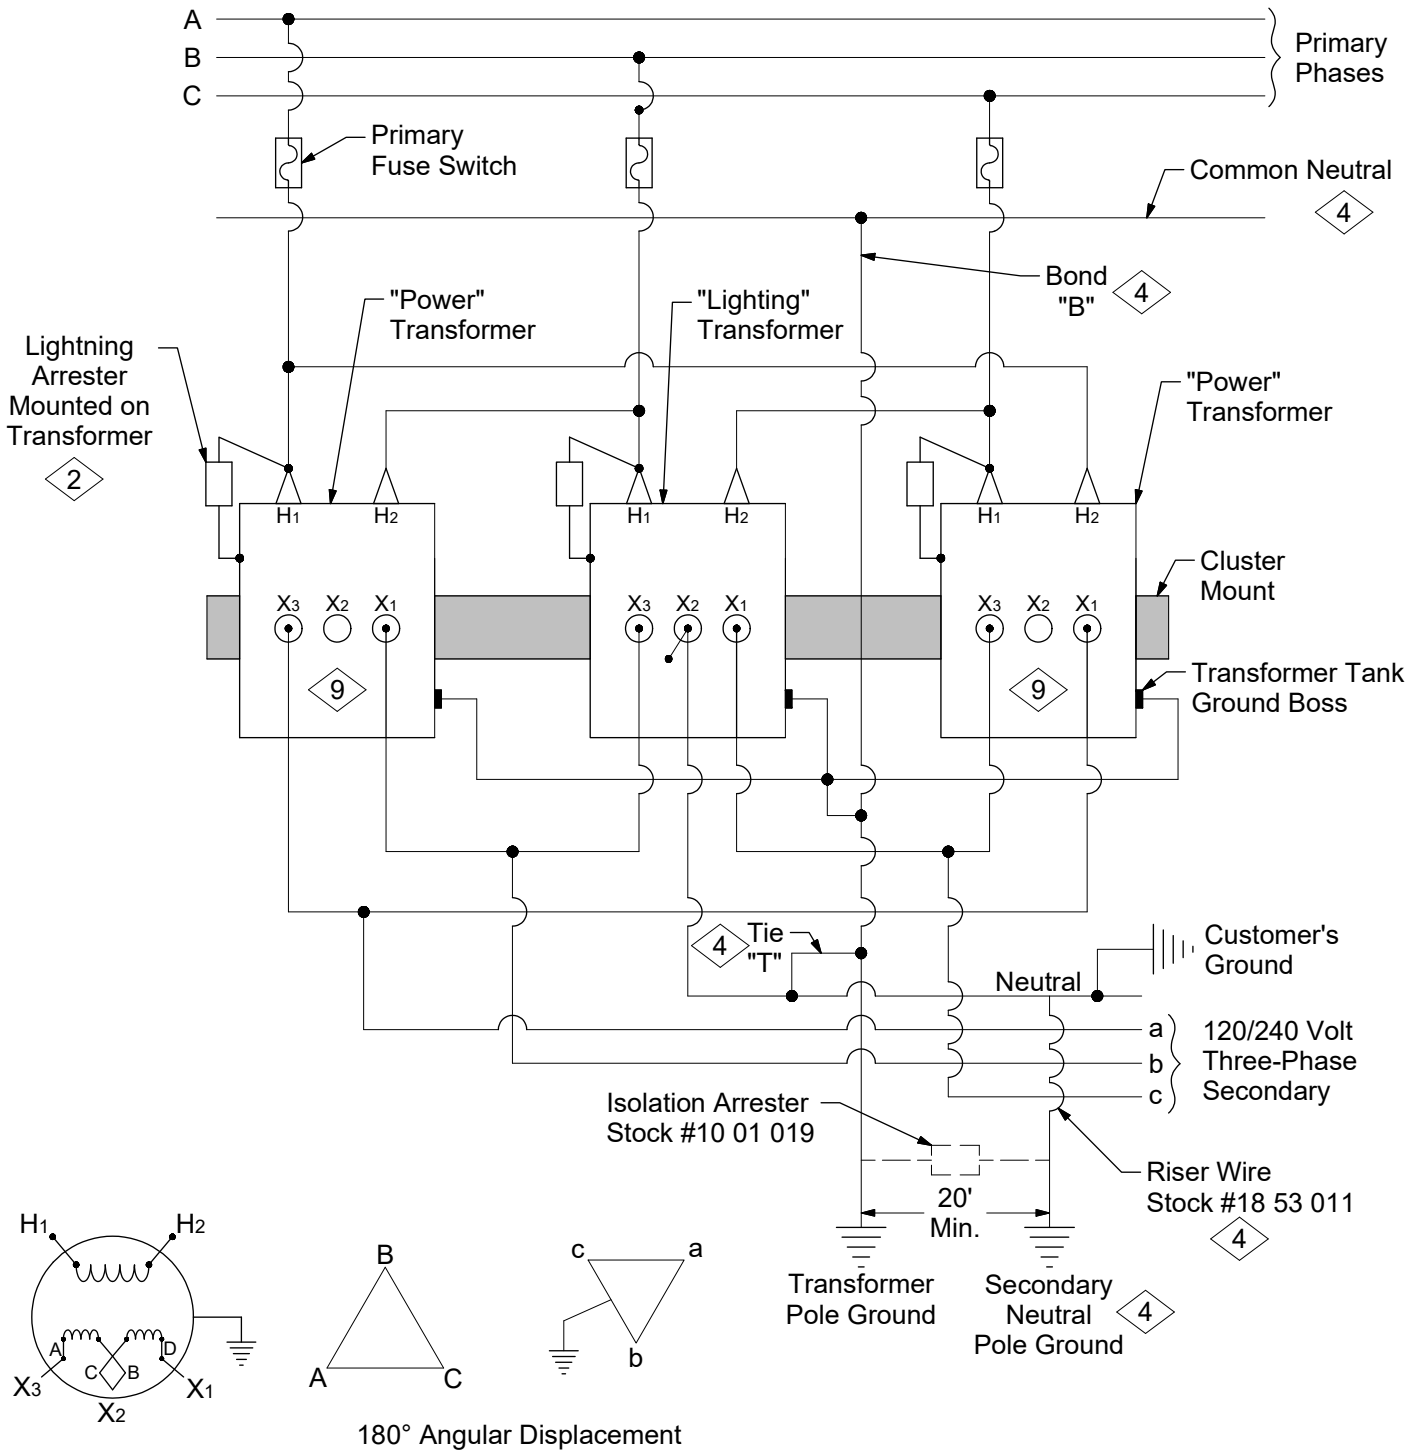 A
B
C
Primary
Phases
Primary
Fuse Switch
Common Neutral
4
Bond
"B"
4
"Power"
Transformer
"Lighting"
Transformer
Lightning
Arrester
Mounted on
Transformer
2
"Power"
Transformer
H1
H2
H1
H2
H1
H2
Cluster
Mount
X3
X2
X1
X3
X2
X1
X3
X2
X1
9
9
Transformer Tank
Ground Boss
4
Tie
"T"
Customer's
Ground
Neutral
a
b
c
120/240 Volt
Three-Phase
Secondary
Isolation Arrester
Stock #10 01 019
Riser Wire
Stock #18 53 011
4
20'
Min.
Transformer
Pole Ground
Secondary
Neutral
Pole Ground
4
H1
H2
A
C
B
D
X3
X2
X1
B
A
C
c
a
b
180° Angular Displacement